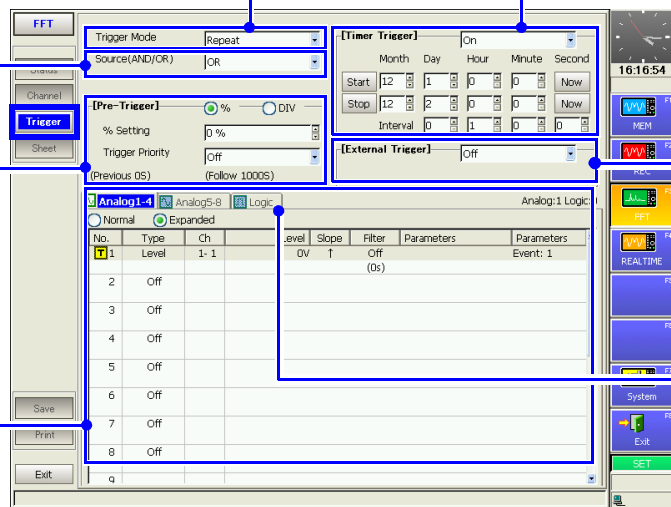 FFT
Trigger Mode
Repeat
Source(AND/OR)
OR
Status
Channel
Trigger
Sheet
[Pre-Trigger]
% DIV
% Setting
0 %
Trigger Priority
Off
(Previous 0S) (Follow 1000S)
[Timer Trigger]
On
Month Day Hour Minute Second
Start 12 1 0 0 Now
Stop 12 2 0 0 Now
Interval 0 1 0 0
[External Trigger]
Off
Analog1-4 Analog5-8 Logic
Analog:1 Logic:
Normal Expanded
No. Type Ch Level Slope Filter Parameters Parameters
T 1 Level 1- 1 0V ↑ Off Event: 1
(0s)
2 Off
3 Off
4 Off
5 Off
6 Off
7 Off
8 Off
9
Save
Print
Exit
16:16:54
MEM
REC
FFT
REALTIME
System
Exit
SET